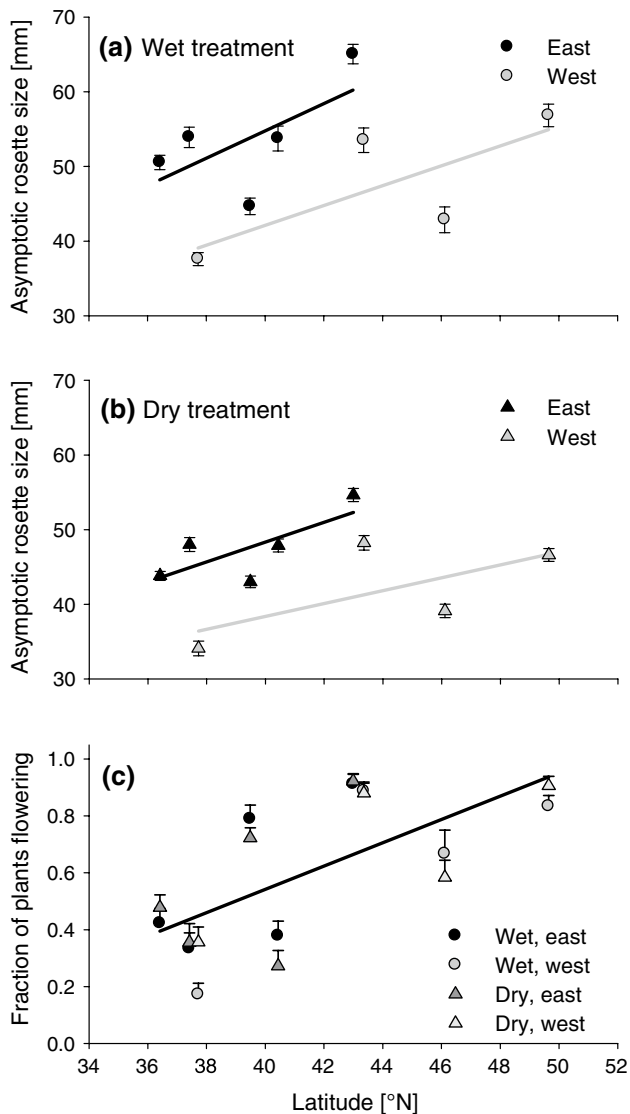 Asymptotic rosette size [mm]
70
60
50
40
30
(a) Wet treatment
East
West
Asymptotic rosette size [mm]
70
60
50
40
30
(b) Dry treatment
East
West
Fraction of plants flowering
1.0
0.8
0.6
0.4
0.2
0.0
(c)
Wet, east
Wet, west
Dry, east
Dry, west
34 36 38 40 42 44 46 48 50 52
Latitude [°N]